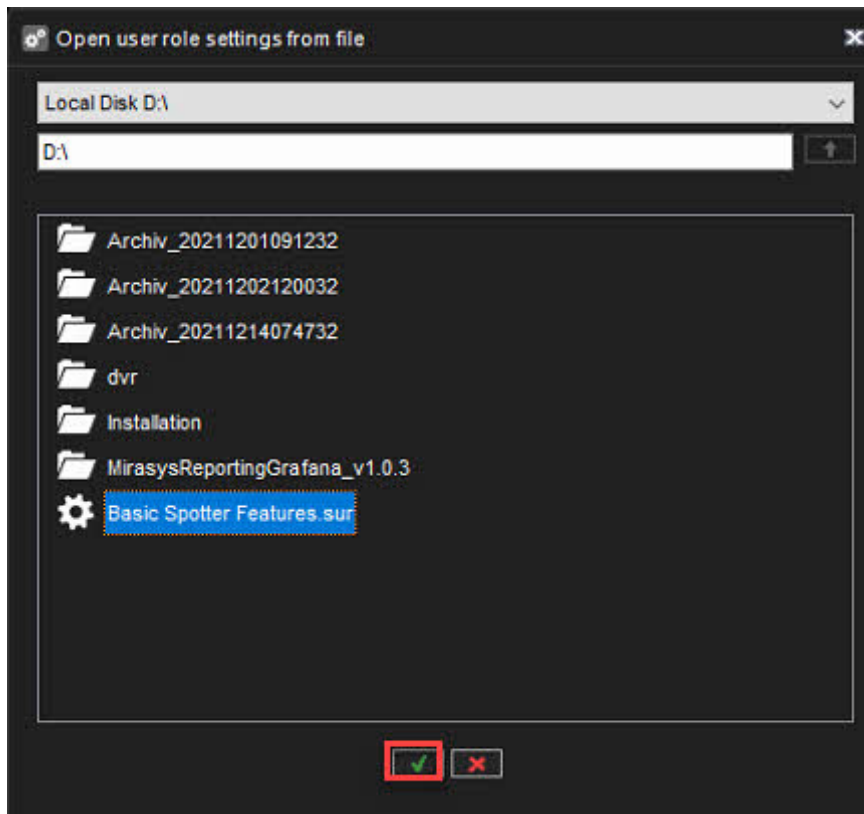 Open user role settings from file
Local Disk D:\
D:\
Archiv_20211201091232
Archiv_20211202120032
Archiv_20211214074732
dvr
Installation
MirasysReportingGrafana_v1.0.3
Basic Spotter Features.sur